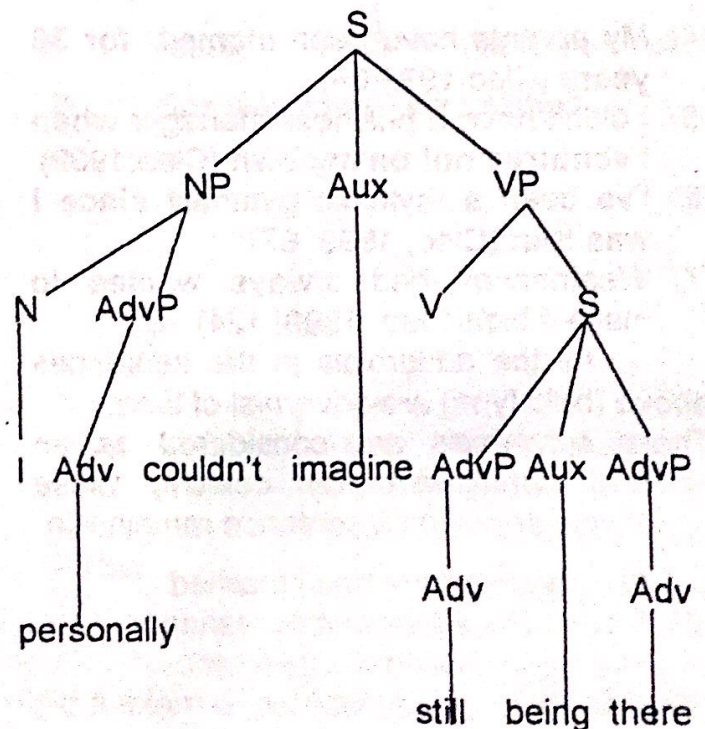 S
NP Aux VP
N AdvP V S
I Adv couldn't imagine AdvP Aux AdvP
Adv Adv
personally
still being there